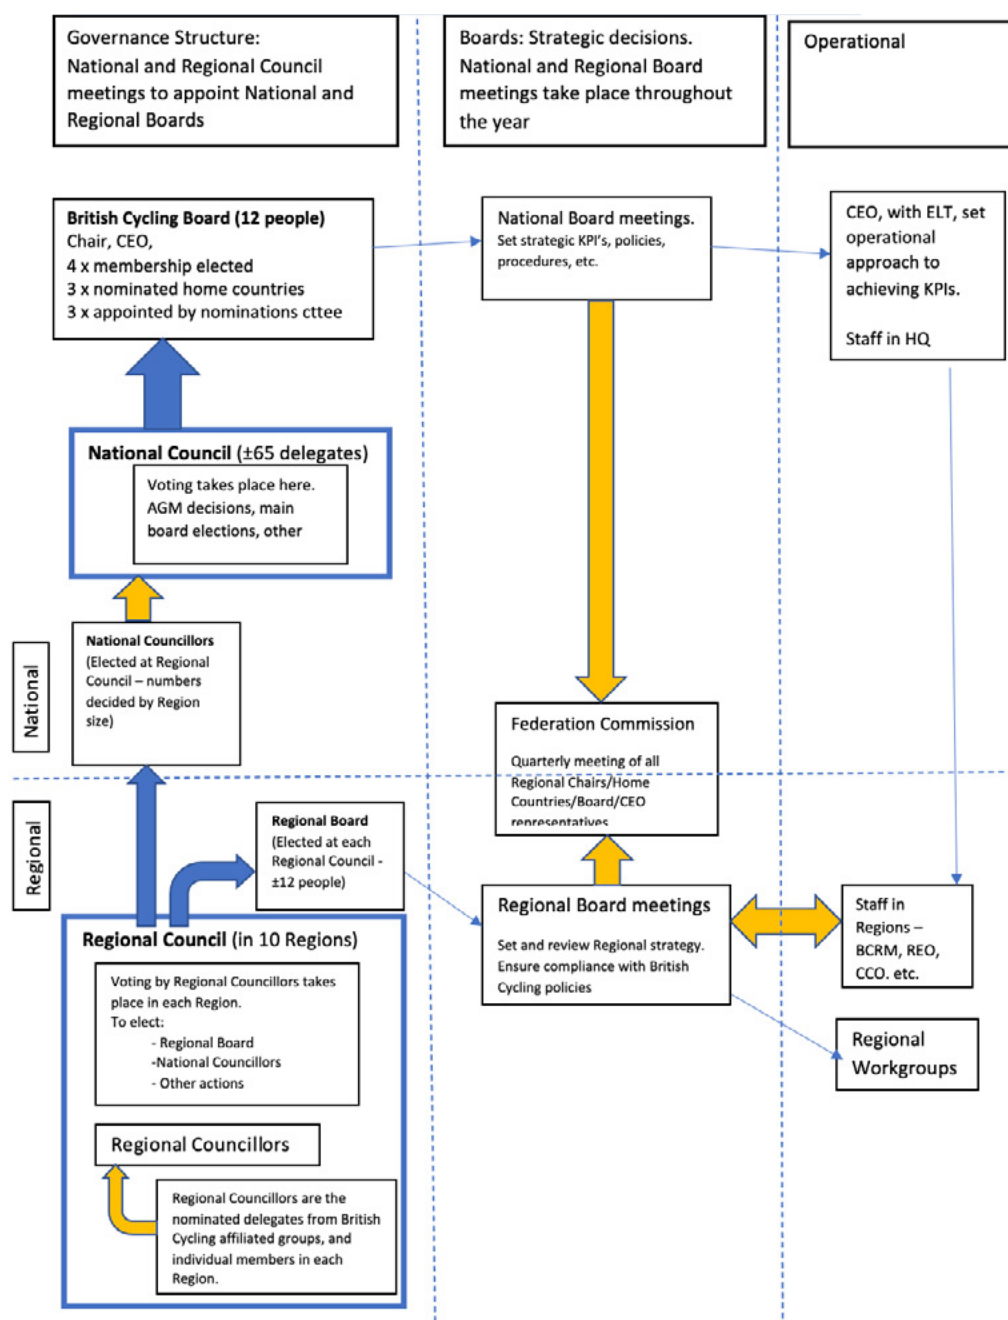 Governance Structure:
National and Regional Council
meetings to appoint National and
Regional Boards
Boards: Strategic decisions.
National and Regional Board
meetings take place throughout
the year
Operational
British Cycling Board (12 people)
Chair, CEO,
4 x membership elected
3 x nominated home countries
3 x appointed by nominations cttee
National Board meetings.
Set strategic KPI's, policies,
procedures, etc.
CEO, with ELT, set
operational
approach to
achieving KPIs.
Staff in HQ
National Council (±65 delegates)
Voting takes place here.
AGM decisions, main
board elections, other
National
National Councillors
(Elected at Regional
Council – numbers
decided by Region
size)
Federation Commission
Quarterly meeting of all
Regional Chairs/Home
Countries/Board/CEO
representatives
Regional
Regional Board
(Elected at each
Regional Council -
±12 people)
Regional Board meetings
Set and review Regional strategy.
Ensure compliance with British
Cycling policies
Staff in
Regions –
BCRM, REO,
CCO. etc.
Regional
Workgroups
Regional Council (in 10 Regions)
Voting by Regional Councillors takes
place in each Region.
To elect:
- Regional Board
-National Councillors
- Other actions
Regional Councillors
Regional Councillors are the
nominated delegates from British
Cycling affiliated groups, and
individual members in each
Region.